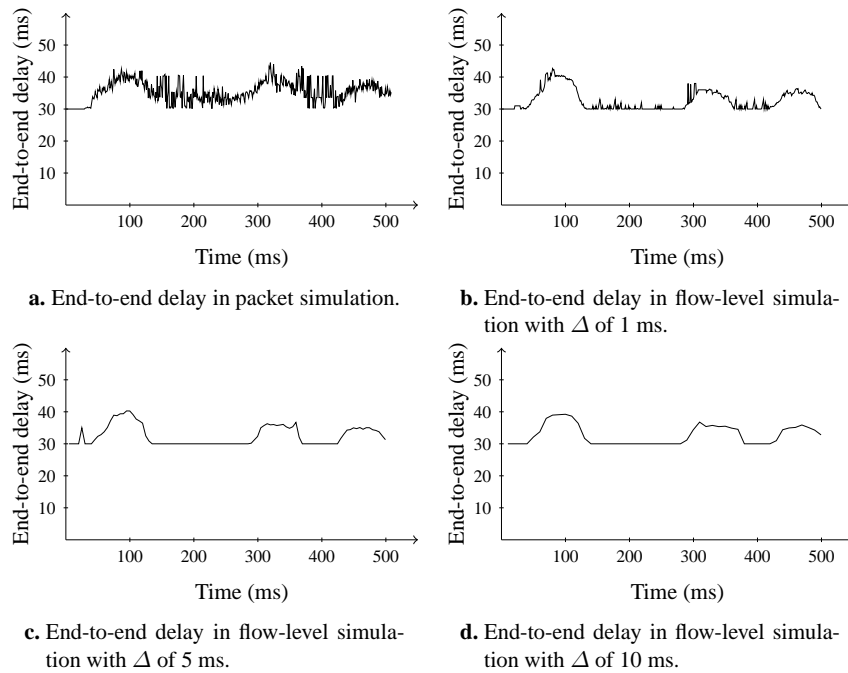 End-to-end delay (ms)
50
40
30
20
10
100 200 300 400 500
Time (ms)
a. End-to-end delay in packet simulation.
End-to-end delay (ms)
50
40
30
20
10
100 200 300 400 500
Time (ms)
b. End-to-end delay in flow-level simula-
tion with Δ of 1 ms.
End-to-end delay (ms)
50
40
30
20
10
100 200 300 400 500
Time (ms)
c. End-to-end delay in flow-level simula-
tion with Δ of 5 ms.
End-to-end delay (ms)
50
40
30
20
10
100 200 300 400 500
Time (ms)
d. End-to-end delay in flow-level simula-
tion with Δ of 10 ms.